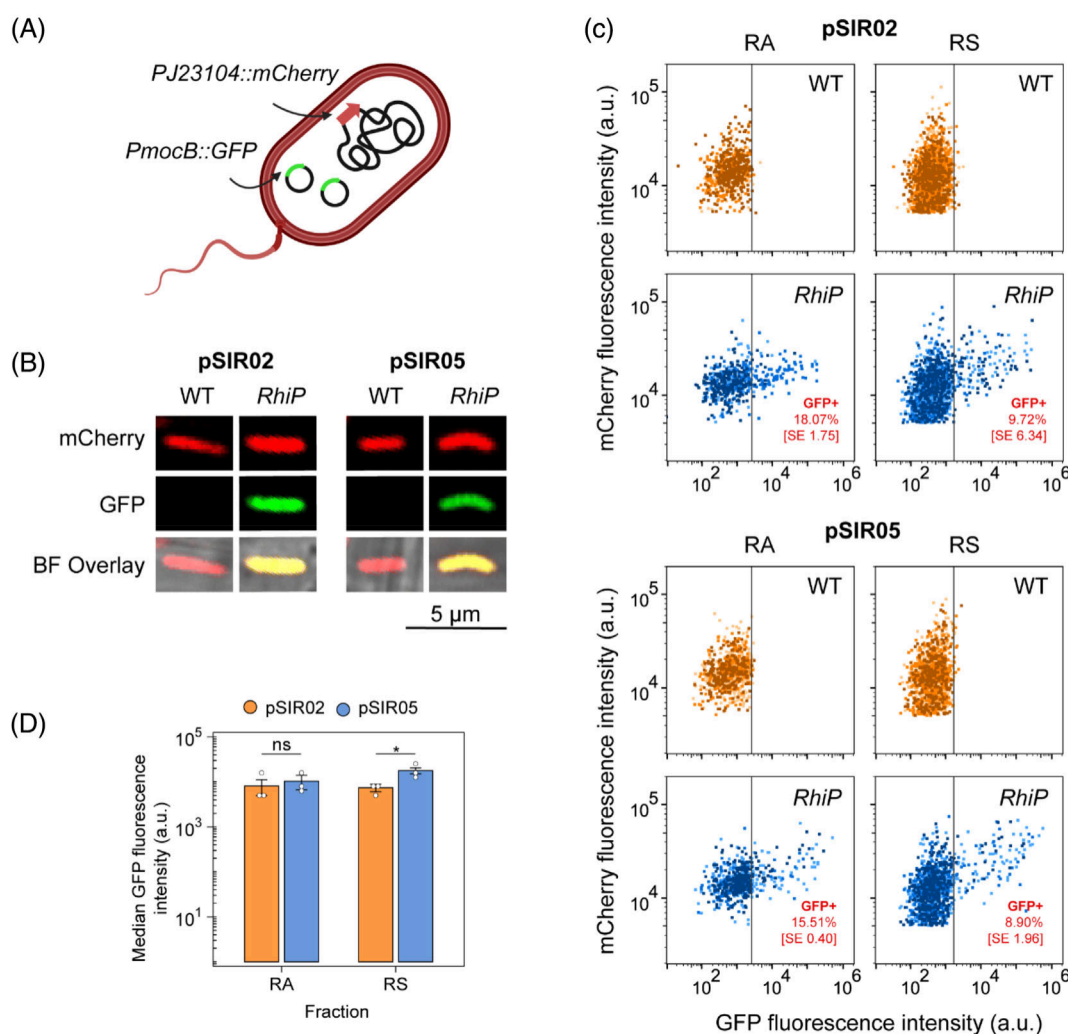 (A)
PJ23104::mCherry
PmocB::GFP
(B)
pSIR02 pSIR05
WT RhiP WT RhiP
mCherry
GFP
BF Overlay
5 µm
(D)
pSIR02 pSIR05
Median GFP fluorescence
intensity (a.u.)
10^5
10^3
10^1
ns
*
RA RS
Fraction
(c)
pSIR02
RA RS
mCherry fluorescence intensity (a.u.)
10^5
10^4
WT WT
10^5
10^4
RhiP RhiP
GFP+ GFP+
18.07% 9.72%
[SE 1.75] [SE 6.34]
10^2 10^4 10^6 10^2 10^4 10^6
pSIR05
RA RS
mCherry fluorescence intensity (a.u.)
10^5
10^4
WT WT
10^5
10^4
RhiP RhiP
GFP+ GFP+
15.51% 8.90%
[SE 0.40] [SE 1.96]
10^2 10^4 10^6 10^2 10^4 10^6
GFP fluorescence intensity (a.u.)